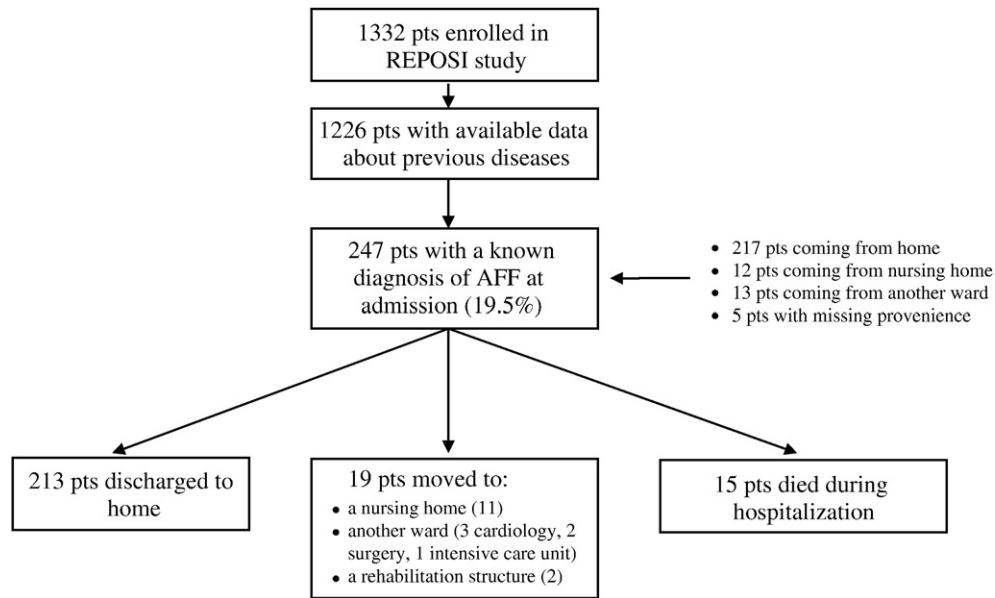 1332 pts enrolled in
REPOSI study
1226 pts with available data
about previous diseases
247 pts with a known
diagnosis of AFF at
admission (19.5%)
• 217 pts coming from home
• 12 pts coming from nursing home
• 13 pts coming from another ward
• 5 pts with missing provenience
213 pts discharged to
home
19 pts moved to:
• a nursing home (11)
• another ward (3 cardiology, 2
surgery, 1 intensive care unit)
• a rehabilitation structure (2)
15 pts died during
hospitalization